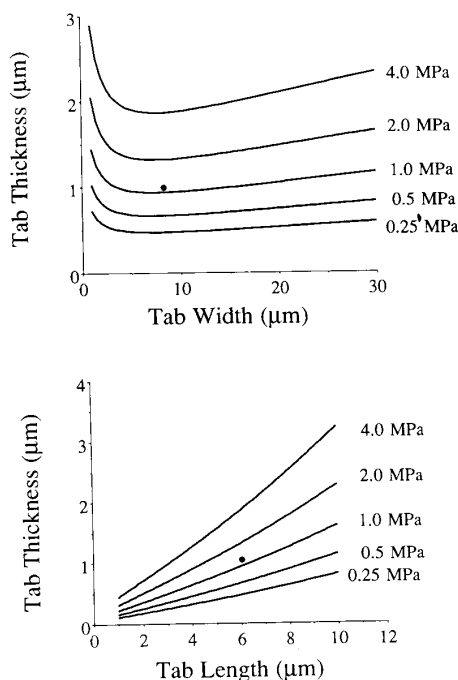 3
2
1
0
Tab Thickness (μm)
4.0 MPa
2.0 MPa
1.0 MPa
0.5 MPa
0.25 MPa
0 10 20 30
Tab Width (μm)
4
3
2
1
0
Tab Thickness (μm)
4.0 MPa
2.0 MPa
1.0 MPa
0.5 MPa
0.25 MPa
0 2 4 6 8 10 12
Tab Length (μm)